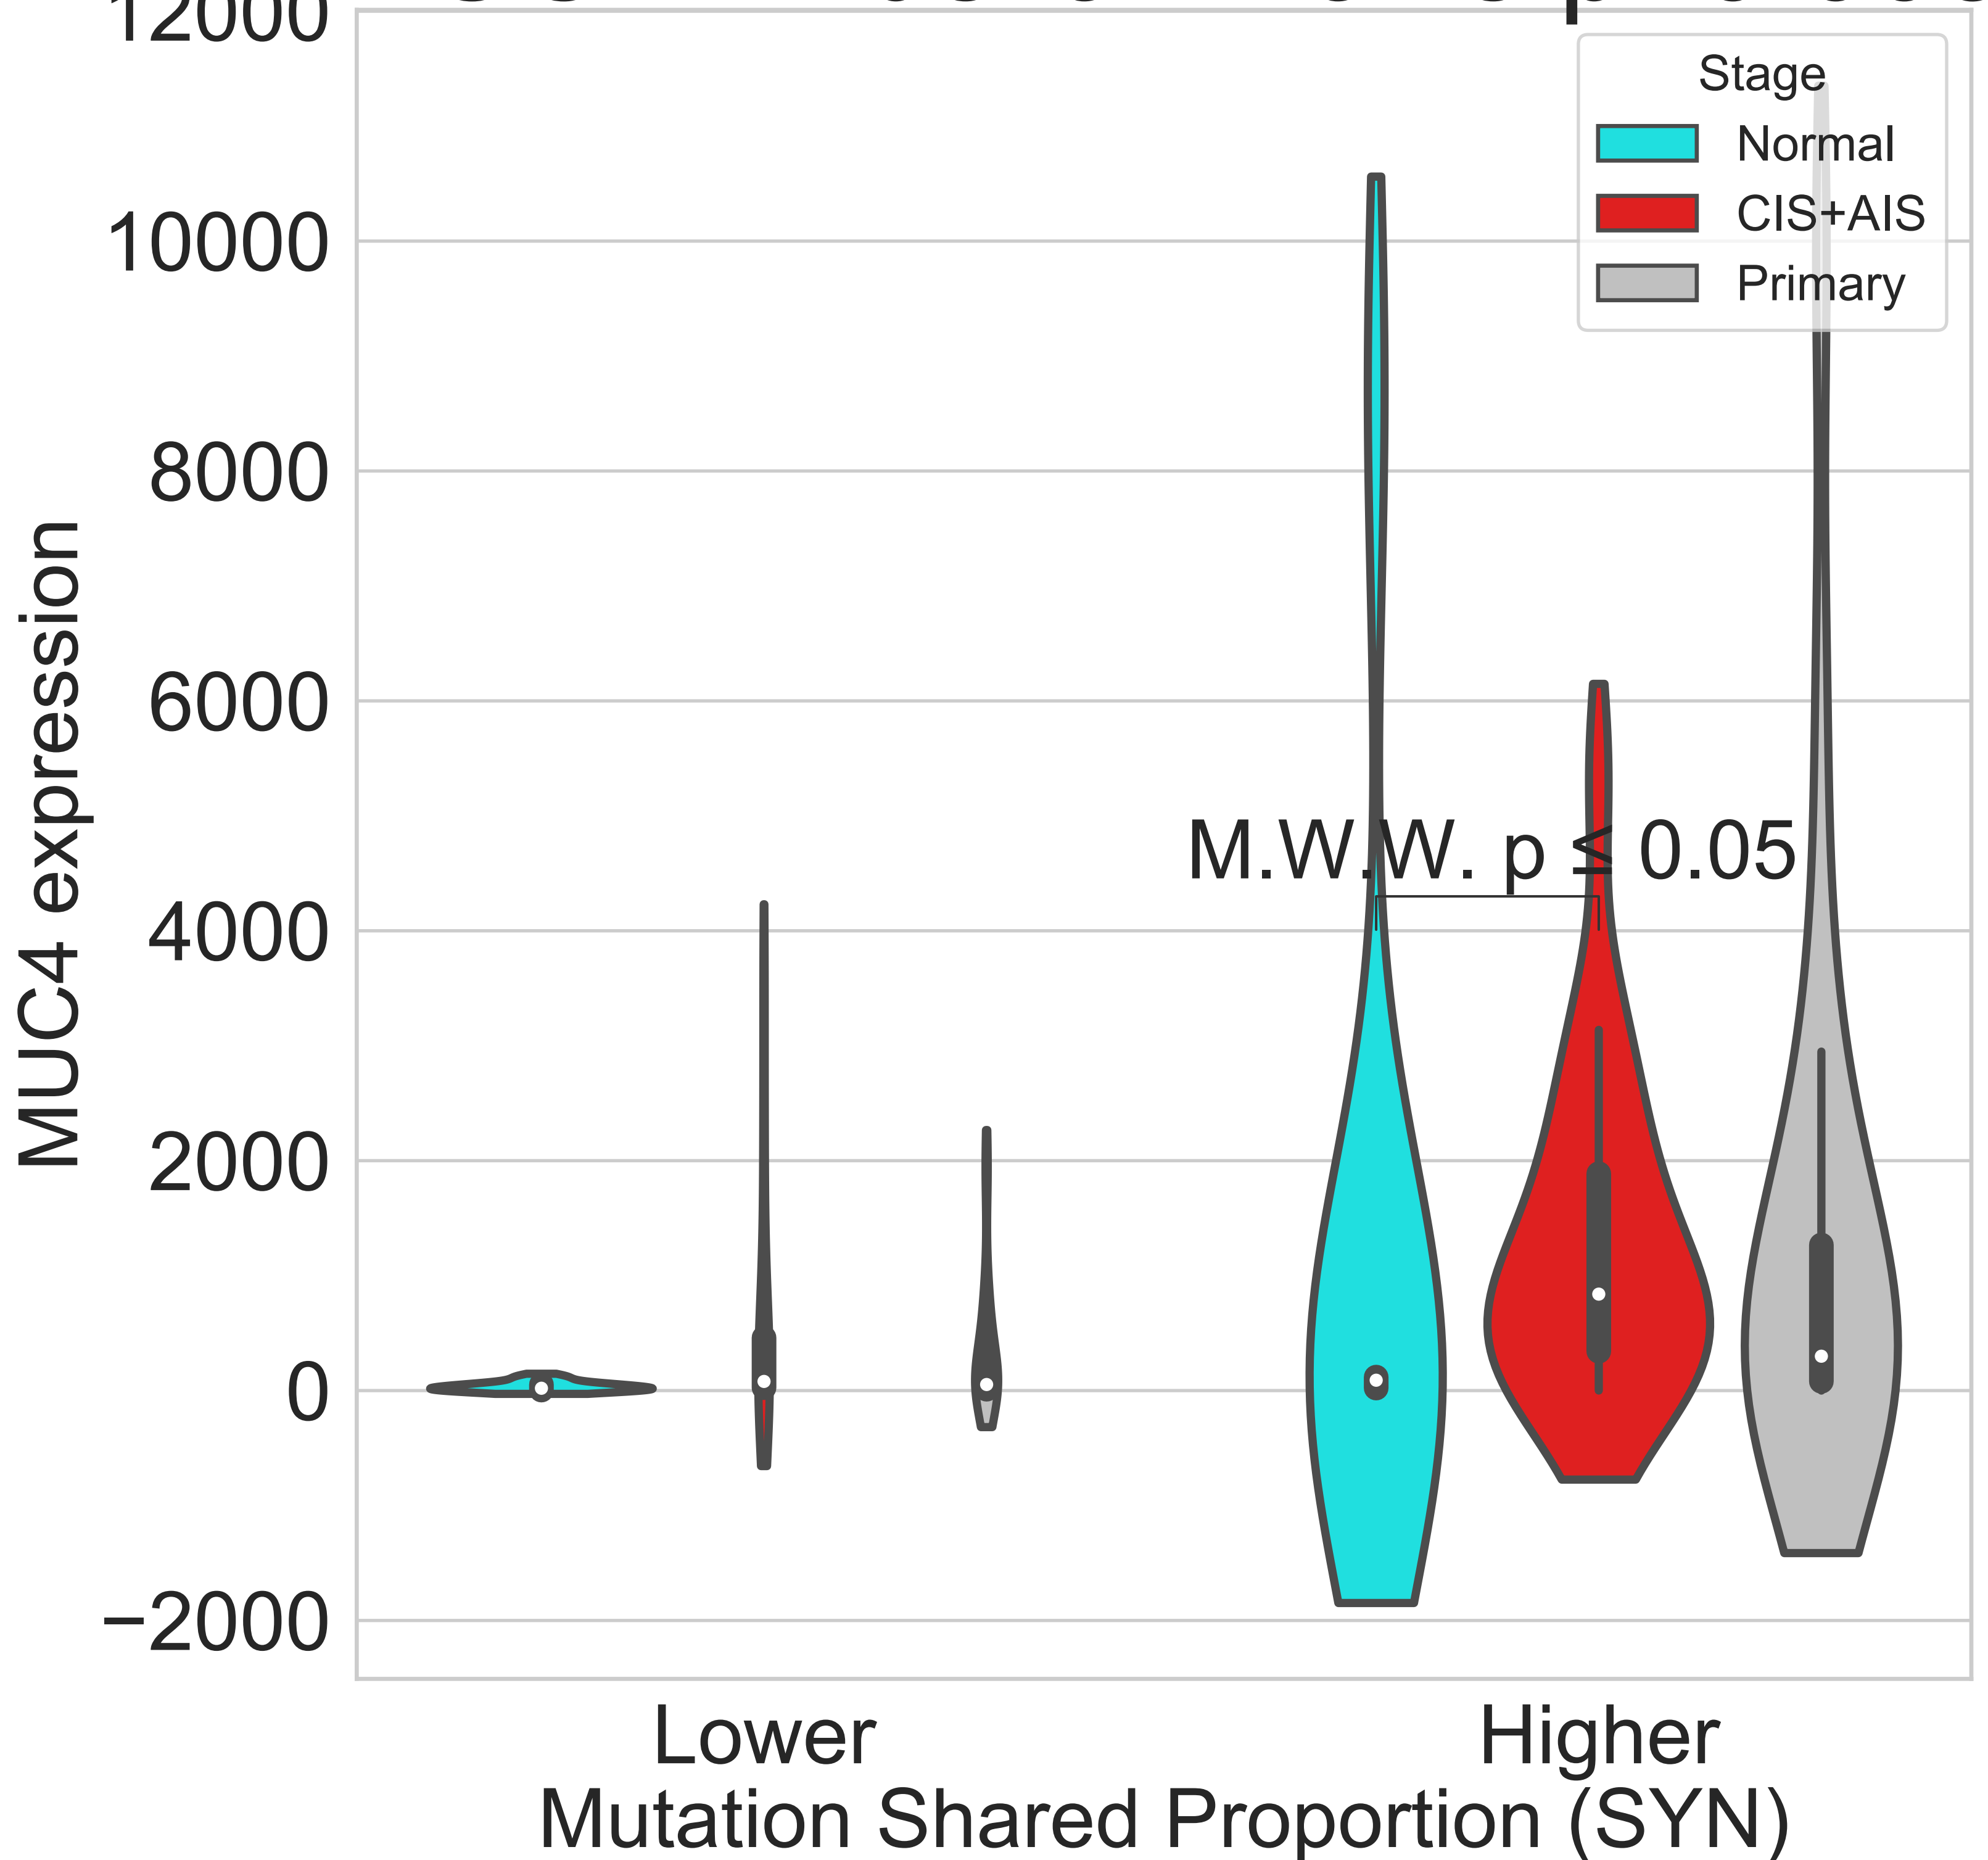 12000
10000
8000
6000
4000
2000
0
−2000
MUC4 expression
Stage
Normal
CIS+AIS
Primary
M.W.W. p ≤ 0.05
Lower
Higher
Mutation Shared Proportion (SYN)